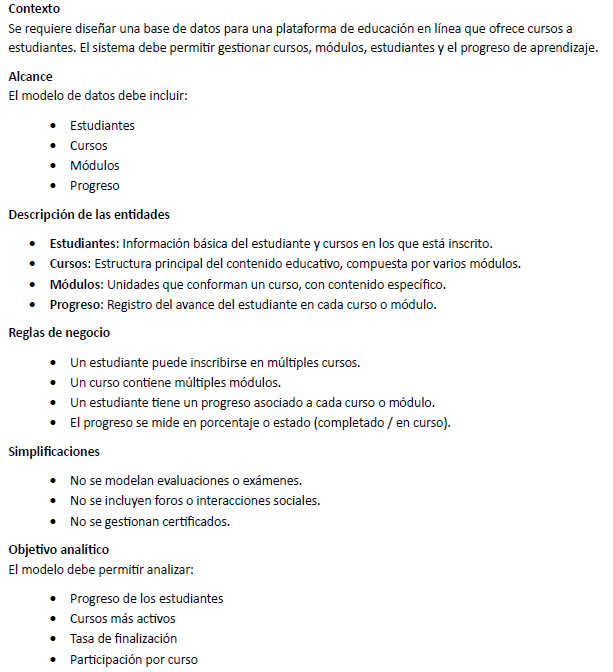 Contexto
Se requiere diseñar una base de datos para una plataforma de educación en línea que ofrece cursos a
estudiantes. El sistema debe permitir gestionar cursos, módulos, estudiantes y el progreso de aprendizaje.
Alcance
El modelo de datos debe incluir:
• Estudiantes
• Cursos
• Módulos
• Progreso
Descripción de las entidades
• Estudiantes: Información básica del estudiante y cursos en los que está inscrito.
• Cursos: Estructura principal del contenido educativo, compuesta por varios módulos.
• Módulos: Unidades que conforman un curso, con contenido específico.
• Progreso: Registro del avance del estudiante en cada curso o módulo.
Reglas de negocio
• Un estudiante puede inscribirse en múltiples cursos.
• Un curso contiene múltiples módulos.
• Un estudiante tiene un progreso asociado a cada curso o módulo.
• El progreso se mide en porcentaje o estado (completado / en curso).
Simplificaciones
• No se modelan evaluaciones o exámenes.
• No se incluyen foros o interacciones sociales.
• No se gestionan certificados.
Objetivo analítico
El modelo debe permitir analizar:
• Progreso de los estudiantes
• Cursos más activos
• Tasa de finalización
• Participación por curso